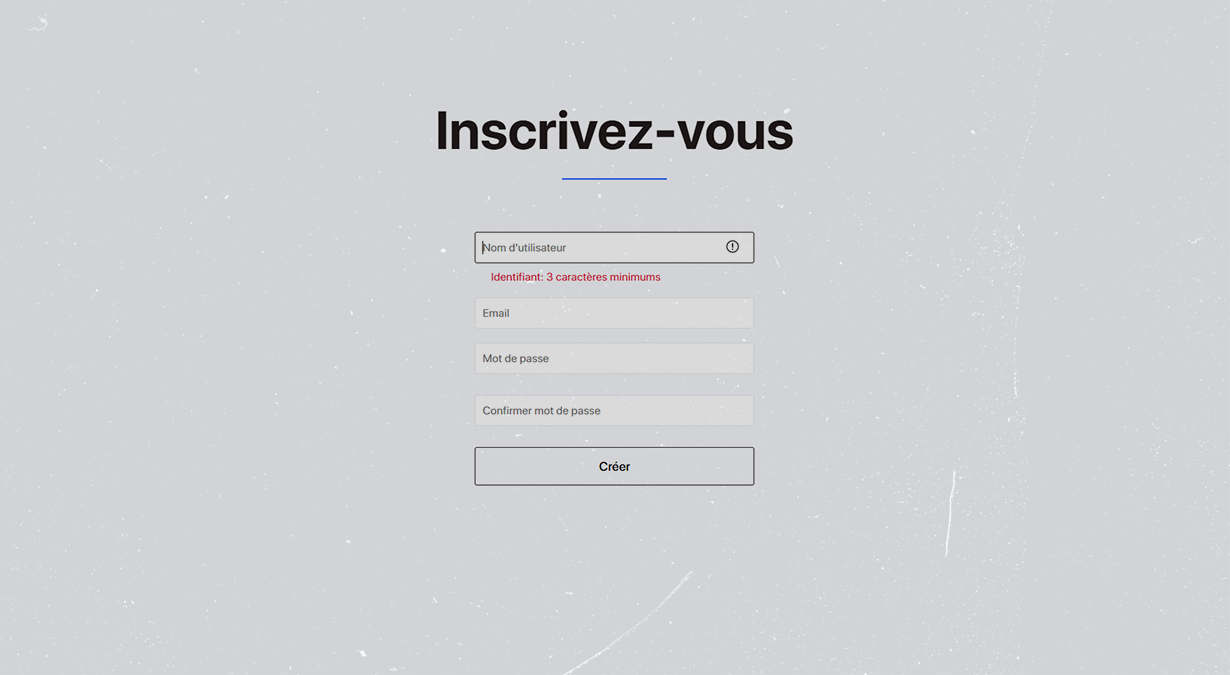 Inscrivez-vous
Nom d'utilisateur
Identifiant: 3 caractères minimums
Email
Mot de passe
Confirmer mot de passe
Créer